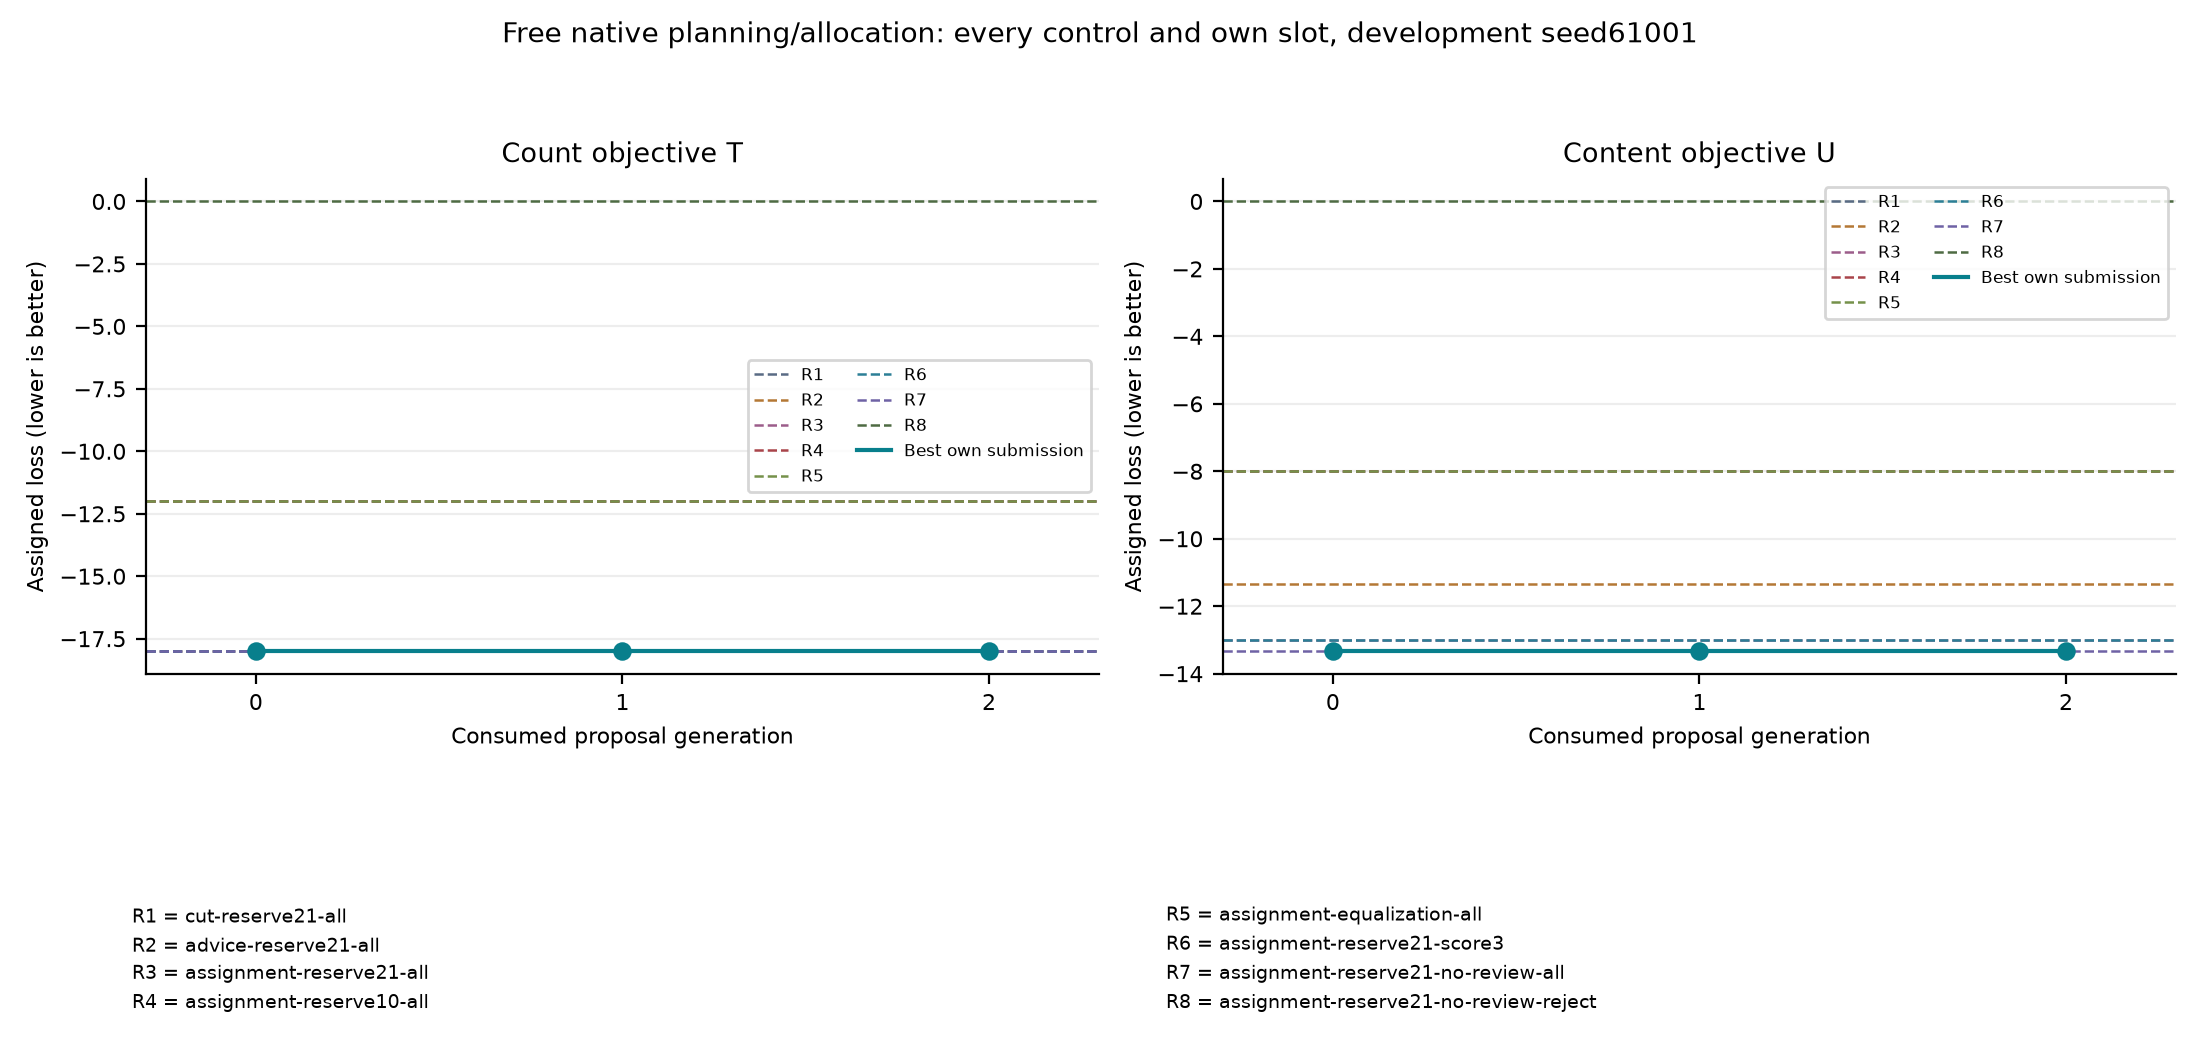 Free native planning/allocation: every control and own slot, development seed61001
Count objective T
Assigned loss (lower is better)
0.0
−2.5
−5.0
−7.5
−10.0
−12.5
−15.0
−17.5
R1
R2
R3
R4
R5
R6
R7
R8
Best own submission
0
1
2
Consumed proposal generation
Content objective U
Assigned loss (lower is better)
0
−2
−4
−6
−8
−10
−12
−14
R1
R2
R3
R4
R5
R6
R7
R8
Best own submission
0
1
2
Consumed proposal generation
R1 = cut-reserve21-all
R2 = advice-reserve21-all
R3 = assignment-reserve21-all
R4 = assignment-reserve10-all
R5 = assignment-equalization-all
R6 = assignment-reserve21-score3
R7 = assignment-reserve21-no-review-all
R8 = assignment-reserve21-no-review-reject